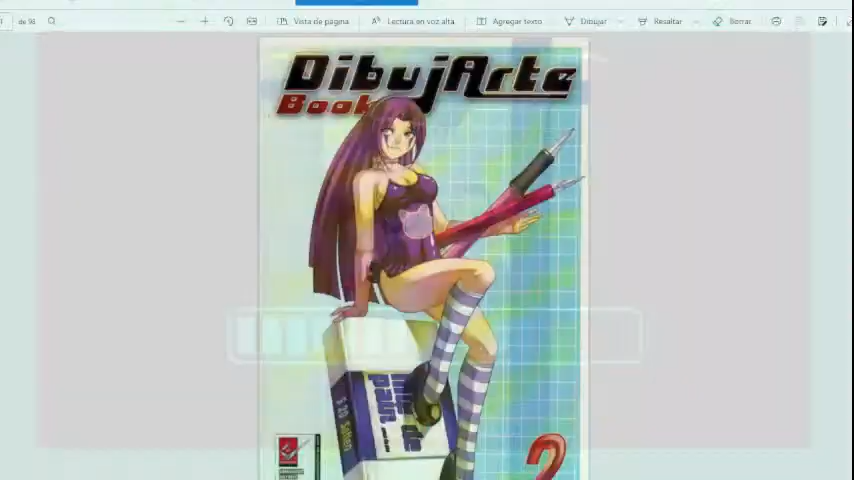 de 98
Vista de página
Lectura en voz alta
Agregar texto
Dibujar
Resaltar
Borrar
DibujArte
Book
2